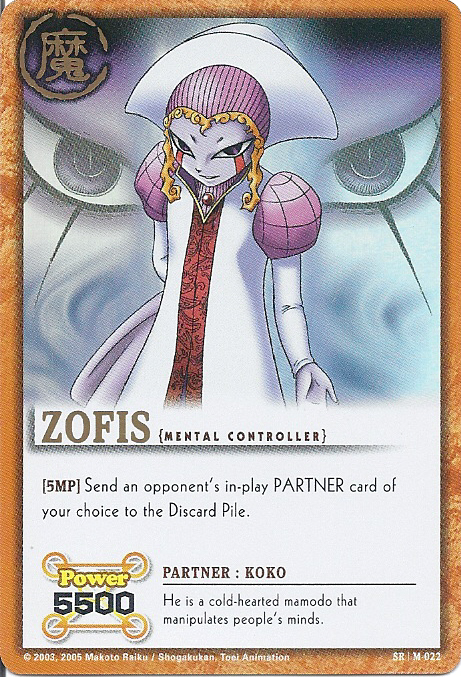 魔
ZOFIS {MENTAL CONTROLLER}
[5MP] Send an opponent's in-play PARTNER card of
your choice to the Discard Pile.
Power
5500
PARTNER : KOKO
He is a cold-hearted mamodo that
manipulates people's minds.
© 2003, 2005 Makoto Raiku / Shogakukan, Toei Animation
SR | M-022